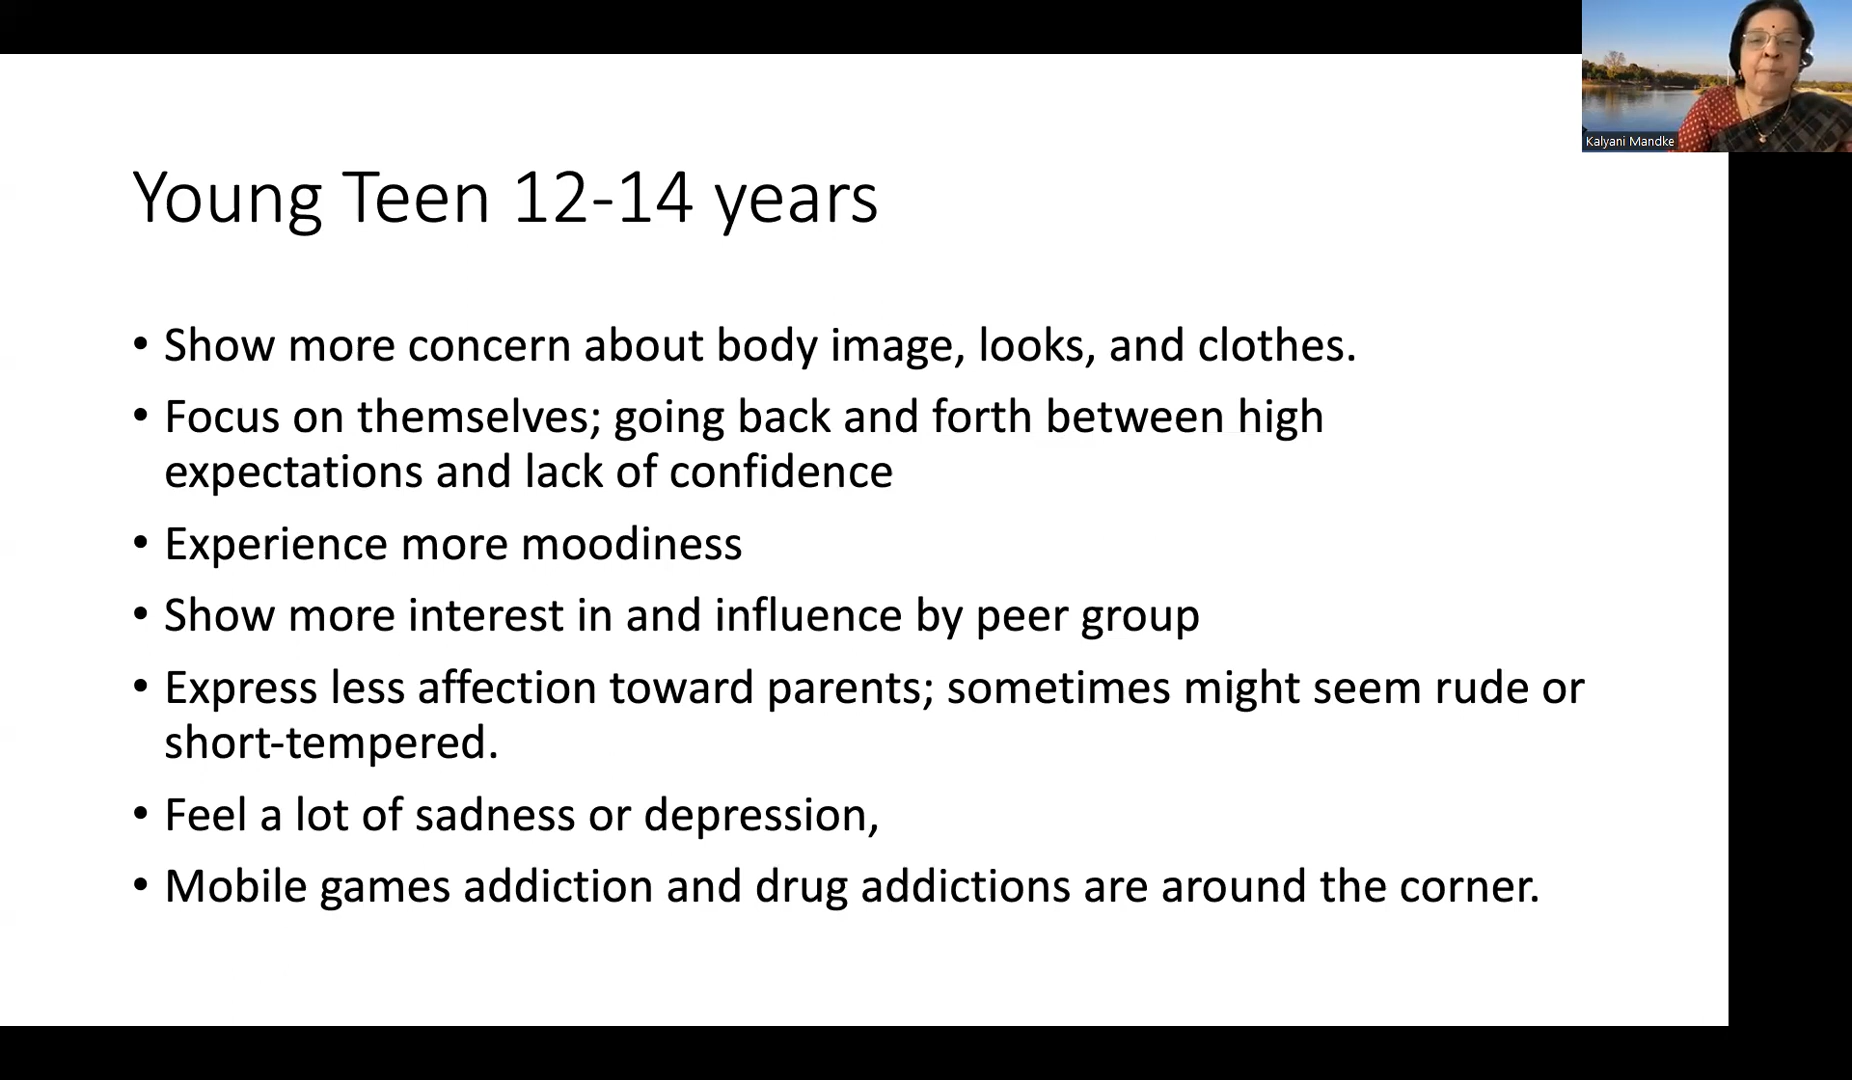 Kalyani Mandke
Young Teen 12-14 years
• Show more concern about body image, looks, and clothes.
• Focus on themselves; going back and forth between high
expectations and lack of confidence
• Experience more moodiness
• Show more interest in and influence by peer group
• Express less affection toward parents; sometimes might seem rude or
short-tempered.
• Feel a lot of sadness or depression,
• Mobile games addiction and drug addictions are around the corner.